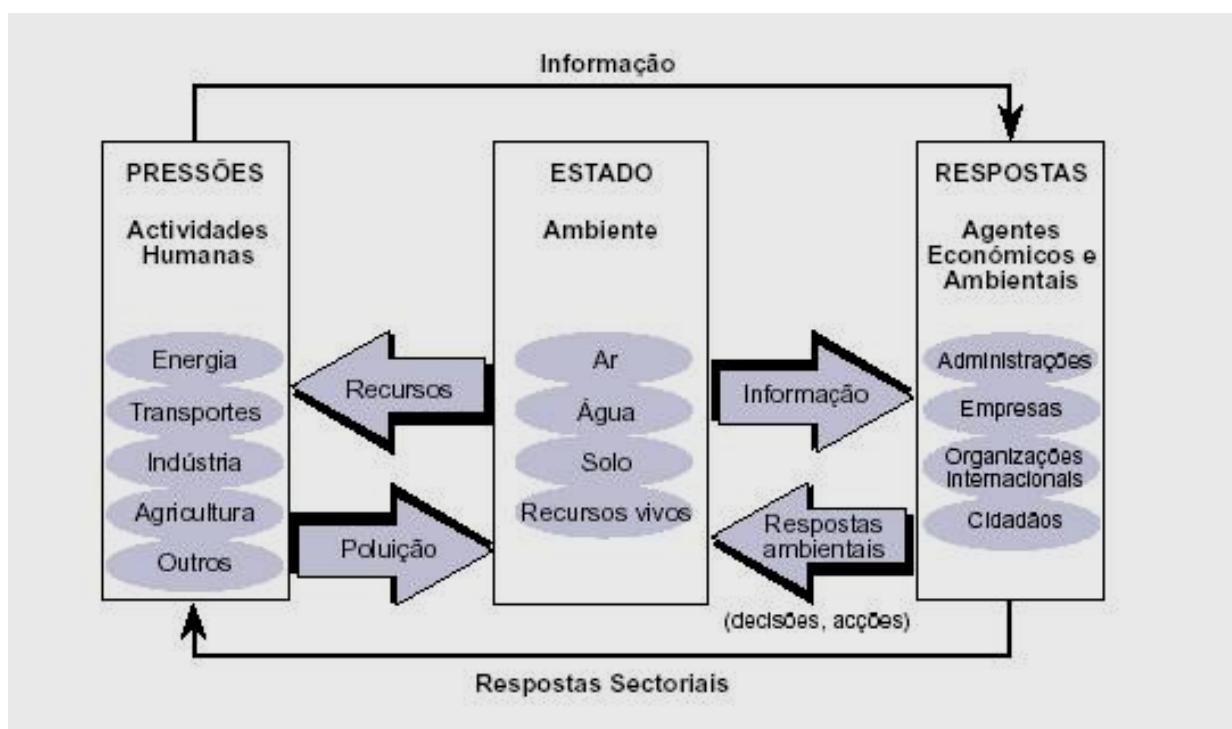 Informação
PRESSÕES
Actividades
Humanas
Energia
Transportes
Indústria
Agricultura
Outros
Recursos
Poluição
ESTADO
Ambiente
Ar
Água
Solo
Recursos vivos
Informação
Respostas
ambientais
(decisões, acções)
RESPOSTAS
Agentes
Económicos e
Ambientais
Administrações
Empresas
Organizações
Internacionais
Cidadãos
Respostas Sectoriais